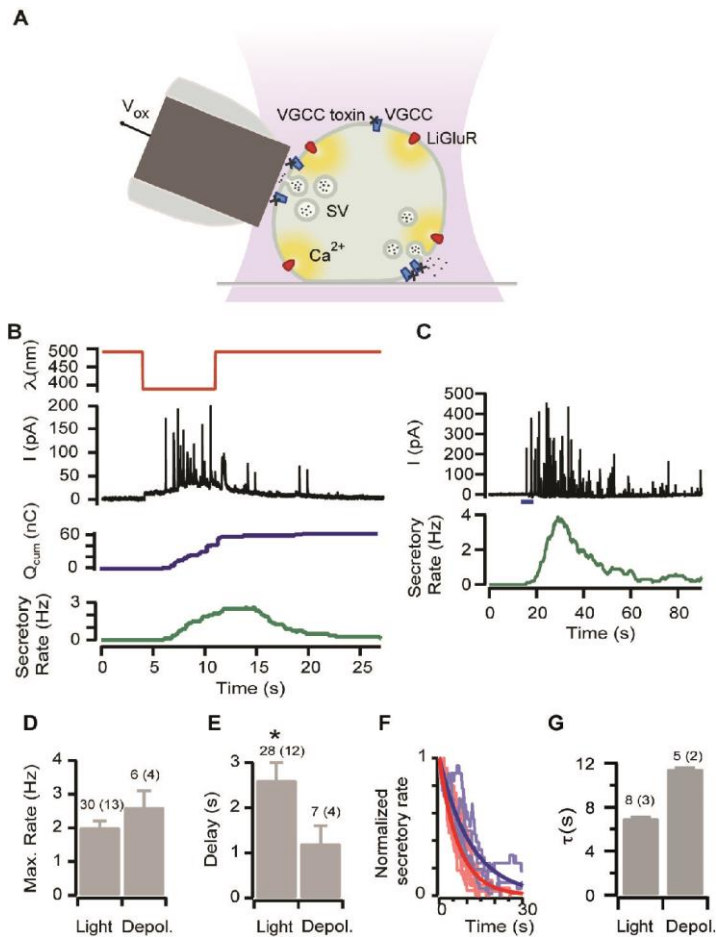 A
V_ox
VGCC toxin
VGCC
LiGluR
SV
Ca²⁺
B
λ(nm)
500
450
400
I (pA)
200
150
100
50
0
Q_cum (nC)
60
0
Secretory Rate (Hz)
3
0
0 5 10 15 20 25
Time (s)
C
I (pA)
500
400
300
200
100
0
Secretory Rate (Hz)
4
2
0
0 20 40 60 80
Time (s)
D
Max. Rate (Hz)
4
3
2
1
0
30 (13)
6 (4)
Light Depol.
E
Delay (s)
3
2
1
0
*
28 (12)
7 (4)
Light Depol.
F
Normalized secretory rate
1
0
0 30
Time (s)
G
τ(s)
12
8
4
0
8 (3)
5 (2)
Light Depol.